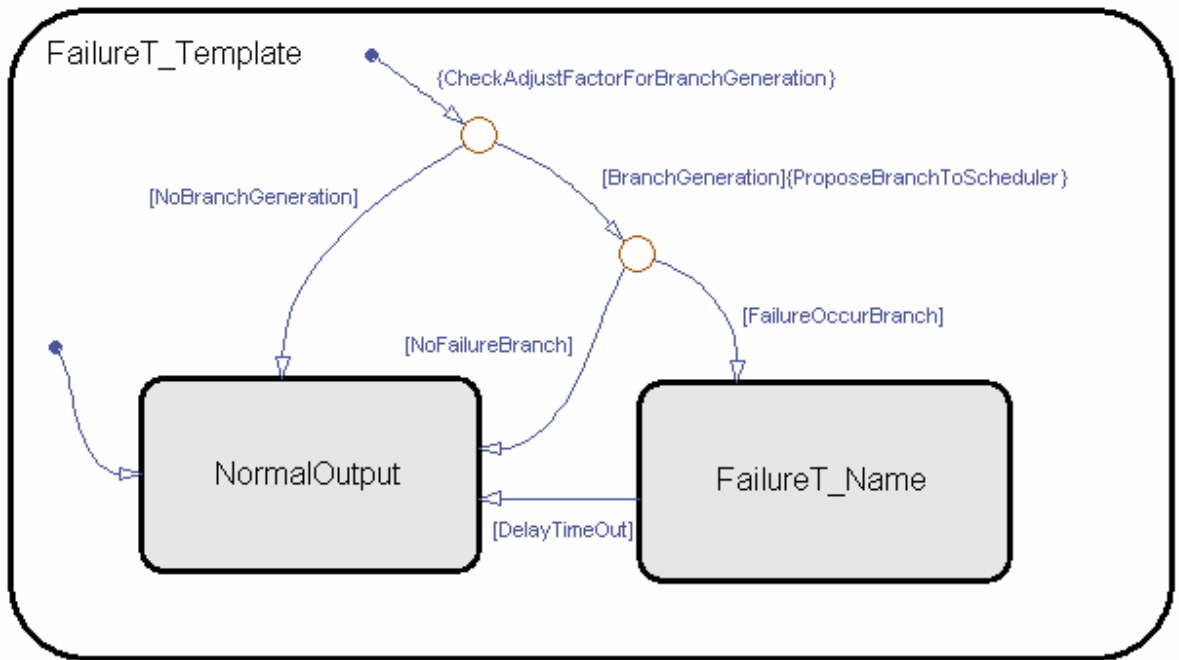 FailureT_Template
{CheckAdjustFactorForBranchGeneration}
[NoBranchGeneration]
[BranchGeneration]{ProposeBranchToScheduler}
[NoFailureBranch]
[FailureOccurBranch]
NormalOutput
FailureT_Name
[DelayTimeOut]